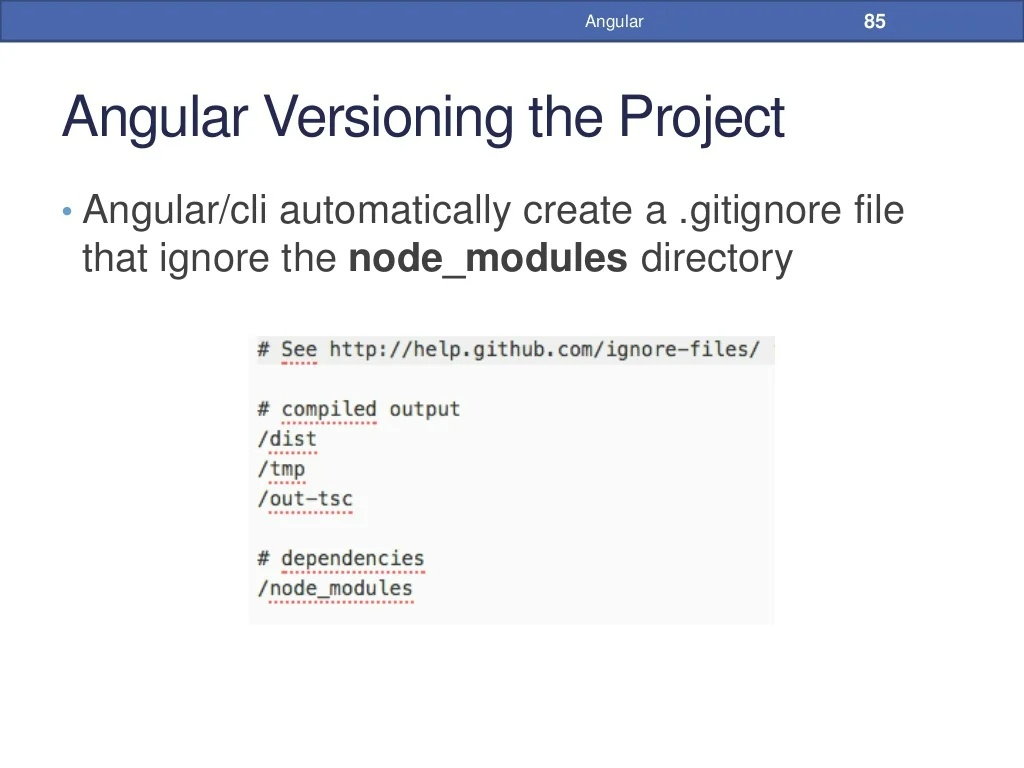 Angular 85
Angular Versioning the Project
• Angular/cli automatically create a .gitignore file
that ignore the node_modules directory
# See http://help.github.com/ignore-files/
# compiled output
/dist
/tmp
/out-tsc
# dependencies
/node_modules